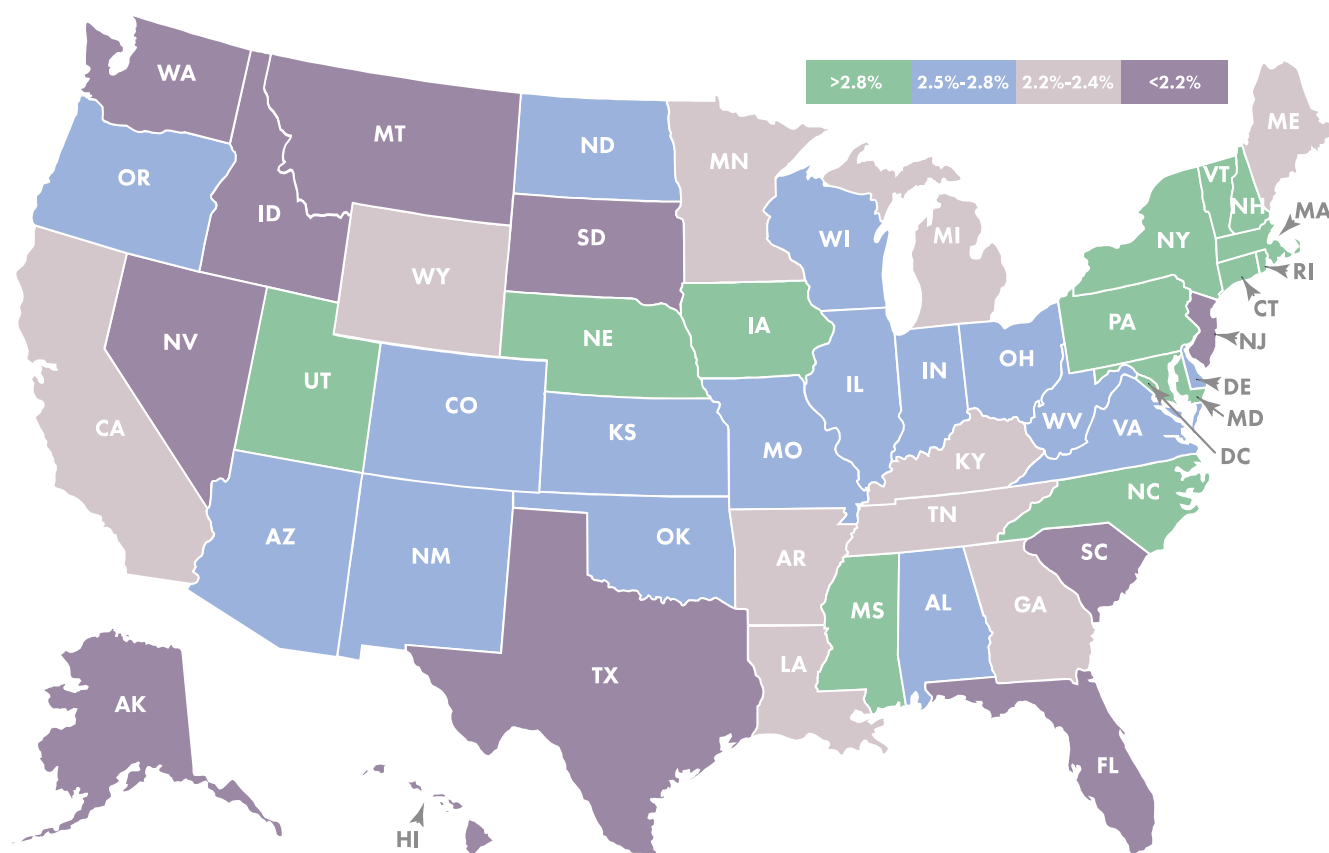 WA
>2.8% 2.5%-2.8% 2.2%-2.4% <2.2%
ME
MT
ND
MN
OR
VT
NH
MA
ID
SD
WI
MI
NY
WY
RI
CT
NV
NE
IA
PA
NJ
UT
CO
IL
IN
OH
DE
MD
CA
KS
MO
WV
VA
DC
KY
NC
AZ
NM
OK
AR
TN
SC
MS
AL
GA
TX
LA
AK
FL
HI